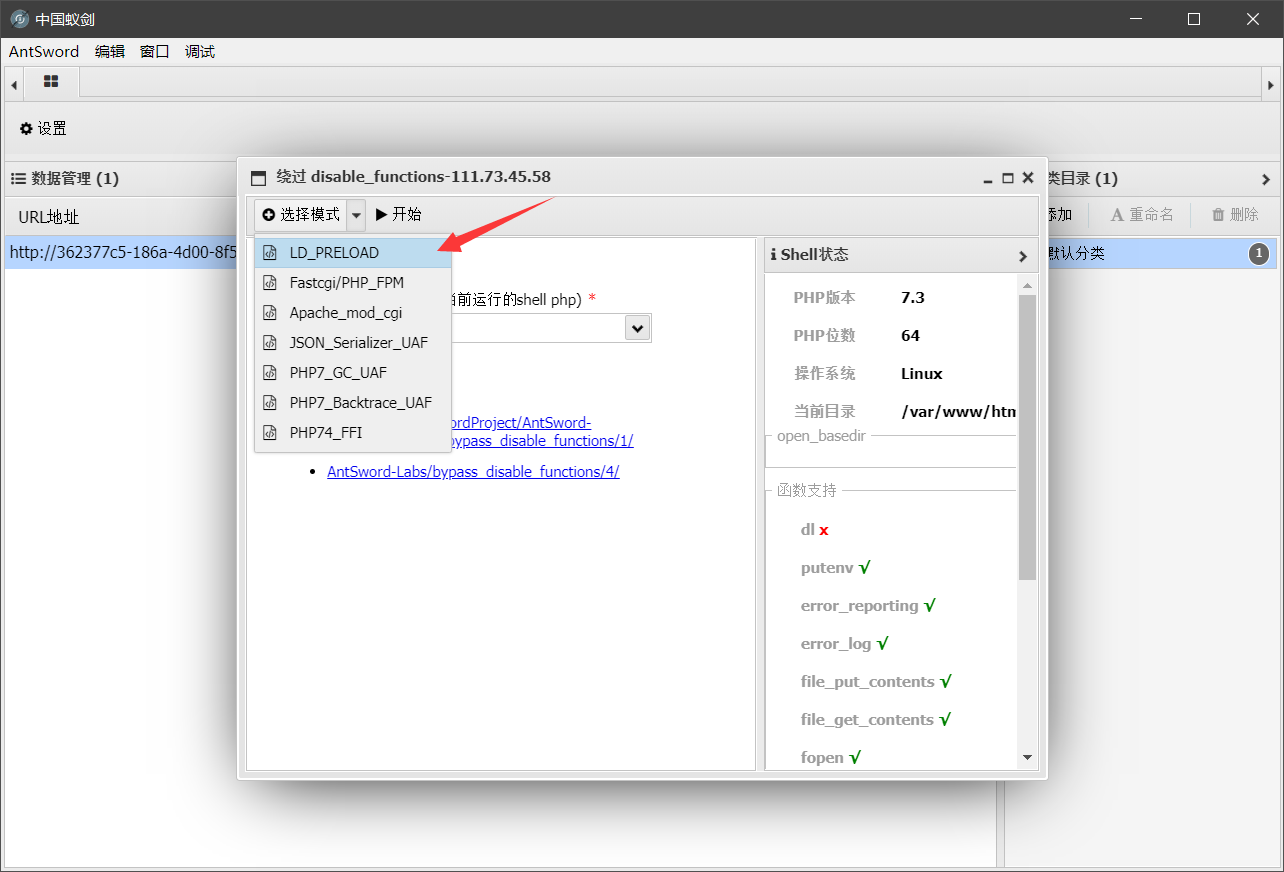 中国蚁剑
AntSword 编辑 窗口 调试
设置
数据管理 (1)
URL地址
http://362377c5-186a-4d00-8f5
绕过 disable_functions-111.73.45.58
选择模式 开始
LD_PRELOAD
Fastcgi/PHP_FPM
Apache_mod_cgi
JSON_Serializer_UAF
PHP7_GC_UAF
PHP7_Backtrace_UAF
PHP74_FFI
前运行的shell php) *
ordProject/AntSword-
bypass_disable_functions/1/
AntSword-Labs/bypass_disable_functions/4/
Shell状态
PHP版本 7.3
PHP位数 64
操作系统 Linux
当前目录 /var/www/htm
open_basedir
函数支持
dl x
putenv √
error_reporting √
error_log √
file_put_contents √
file_get_contents √
fopen √
类目录 (1)
加 重命名 删除
默认分类 1